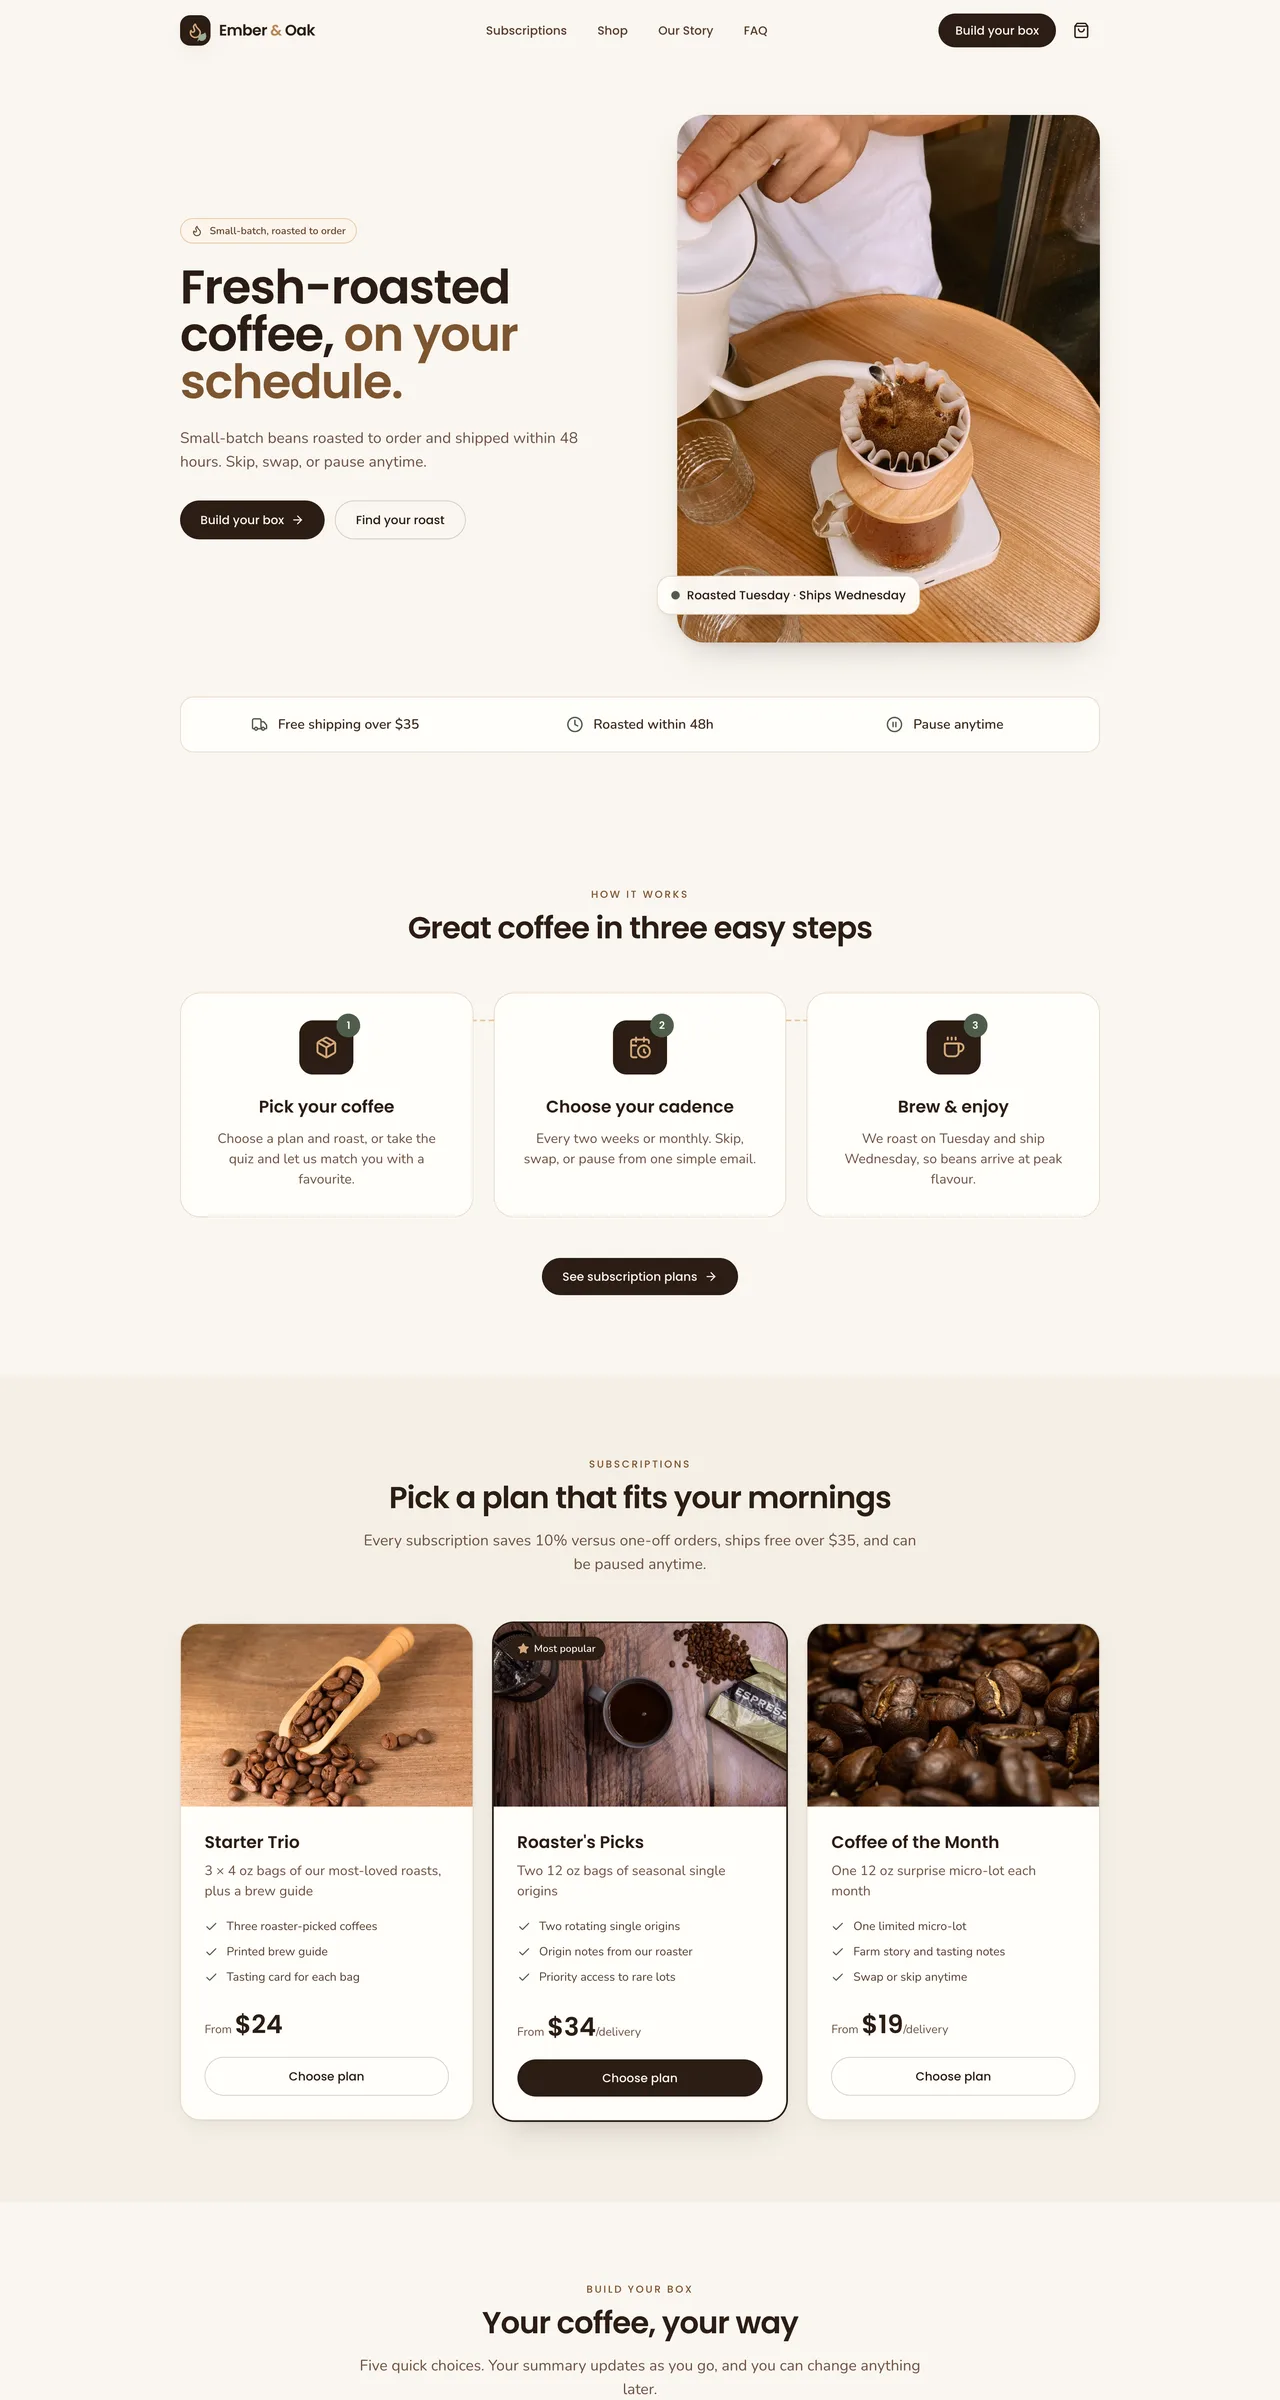 Ember & Oak
Subscriptions
Shop
Our Story
FAQ
Build your box
Small-batch, roasted to order
Fresh-roasted
coffee, on your
schedule.
Small-batch beans roasted to order and shipped within 48
hours. Skip, swap, or pause anytime.
Build your box
Find your roast
Roasted Tuesday · Ships Wednesday
Free shipping over $35
Roasted within 48h
Pause anytime
HOW IT WORKS
Great coffee in three easy steps
1
Pick your coffee
Choose a plan and roast, or take the
quiz and let us match you with a
favourite.
2
Choose your cadence
Every two weeks or monthly. Skip,
swap, or pause from one simple email.
3
Brew & enjoy
We roast on Tuesday and ship
Wednesday, so beans arrive at peak
flavour.
See subscription plans
SUBSCRIPTIONS
Pick a plan that fits your mornings
Every subscription saves 10% versus one-off orders, ships free over $35, and can
be paused anytime.
Starter Trio
3 × 4 oz bags of our most-loved roasts,
plus a brew guide
Three roaster-picked coffees
Printed brew guide
Tasting card for each bag
From $24
Choose plan
Most popular
ESPRESS
Roaster's Picks
Two 12 oz bags of seasonal single
origins
Two rotating single origins
Origin notes from our roaster
Priority access to rare lots
From $34/delivery
Choose plan
Coffee of the Month
One 12 oz surprise micro-lot each
month
One limited micro-lot
Farm story and tasting notes
Swap or skip anytime
From $19/delivery
Choose plan
BUILD YOUR BOX
Your coffee, your way
Five quick choices. Your summary updates as you go, and you can change anything
later.